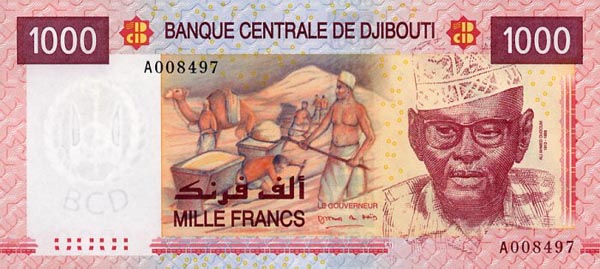 1000 BANQUE CENTRALE DE DJIBOUTI 1000
A008497
BCD
ألف فرنك
LE GOUVERNEUR
MILLE FRANCS
A008497